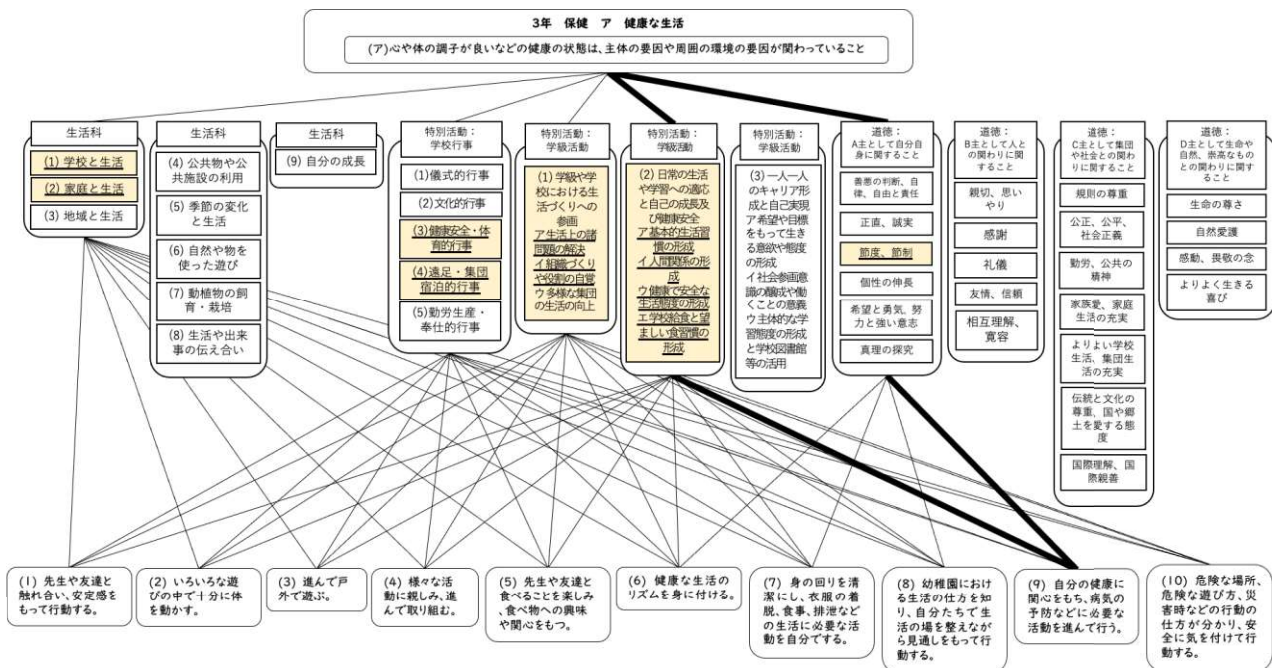 3年　保健　ア　健康な生活
(ア)心や体の調子が良いなどの健康の状態は、主体の要因や周囲の環境の要因が関わっていること
生活科
(1) 学校と生活
(2) 家庭と生活
(3) 地域と生活
生活科
(4) 公共物や公
共施設の利用
(5) 季節の変化
と生活
(6) 自然や物を
使った遊び
(7) 動植物の飼
育・栽培
(8) 生活や出来
事の伝え合い
生活科
(9) 自分の成長
特別活動：
学校行事
(1)儀式的行事
(2)文化的行事
(3)健康安全・体
育的行事
(4)遠足・集団
宿泊的行事
(5)勤労生産・
奉仕的行事
特別活動：
学級活動
(1) 学級や学
校における生
活づくりへの
参画
ア生活上の諸
問題の解決
イ組織づくり
や役割の自覚
ウ多様な集団
の生活の向上
特別活動：
学級活動
(2) 日常の生活
や学習への適応
と自己の成長及
び健康安全
ア基本的生活習
慣の形成
イ人間関係の形
成
ウ健康で安全な
生活態度の形成
エ学校給食と望
ましい食習慣の
形成
特別活動：
学級活動
(3) 一人一人
のキャリア形
成と自己実現
ア希望や目標
をもって生き
る意欲や態度
の形成
イ社会参画意
識の醸成や働
くことの意義
ウ主体的な学
習態度の形成
と学校図書館
等の活用
道徳：
A主として自分自
身に関すること
善悪の判断、自
律、自由と責任
正直、誠実
節度、節制
個性の伸長
希望と勇気、努
力と強い意志
真理の探究
道徳：
B主として人と
の関わりに関
すること
親切、思い
やり
感謝
礼儀
友情、信頼
相互理解、
寛容
道徳：
C主として集団
や社会との関わ
りに関すること
規則の尊重
公正、公平、
社会正義
勤労、公共の
精神
家族愛、家庭
生活の充実
よりよい学校
生活、集団生
活の充実
伝統と文化の
尊重、国や郷
土を愛する態
度
国際理解、国
際親善
道徳：
D主として生命や
自然、崇高なもの
との関わりに関
すること
生命の尊さ
自然愛護
感動、畏敬の念
よりよく生きる
喜び
(1) 先生や友達と
触れ合い、安定感を
もって行動する。
(2) いろいろな遊
びの中で十分に体
を動かす。
(3) 進んで戸
外で遊ぶ。
(4) 様々な活
動に親しみ、進
んで取り組む。
(5) 先生や友達と
食べることを楽しみ
、食べ物への興味
や関心をもつ。
(6) 健康な生活の
リズムを身に付ける。
(7) 身の回りを清
潔にし、衣服の着
脱、食事、排泄など
の生活に必要な活
動を自分でする。
(8) 幼稚園におけ
る生活の仕方を知
り、自分たちで生
活の場を整えなが
ら見通しをもって行
動する。
(9) 自分の健康に
関心をもち、病気の
予防などに必要な
活動を進んで行う。
(10) 危険な場所、
危険な遊び方、災
害時などの行動の
仕方が分かり、安
全に気を付けて行
動する。